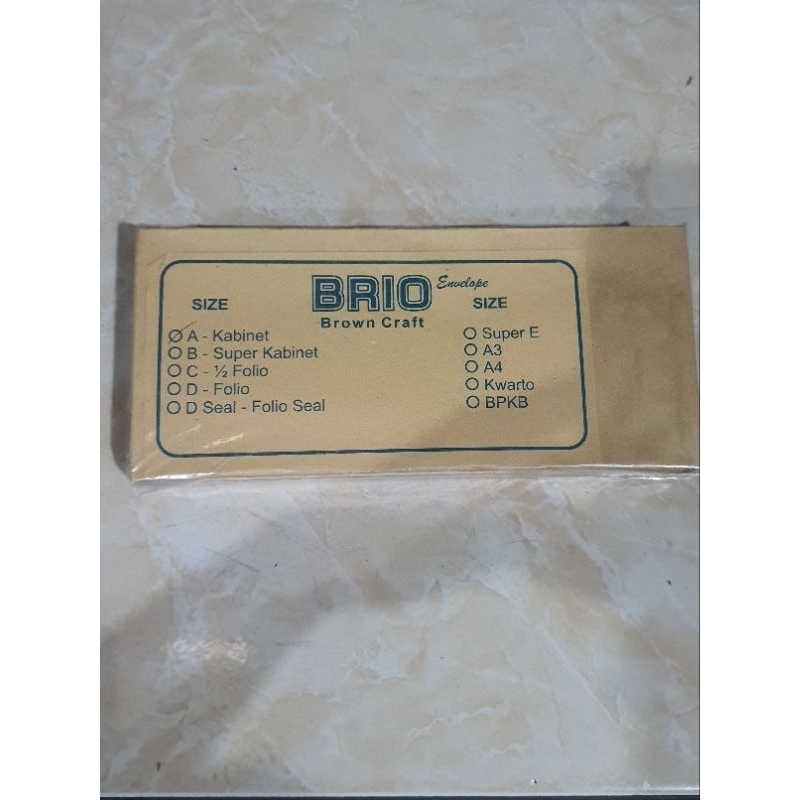 BRIO Envelope
Brown Craft
SIZE
A - Kabinet
B - Super Kabinet
C - ½ Folio
D - Folio
D Seal - Folio Seal
SIZE
Super E
A3
A4
Kwarto
BPKB